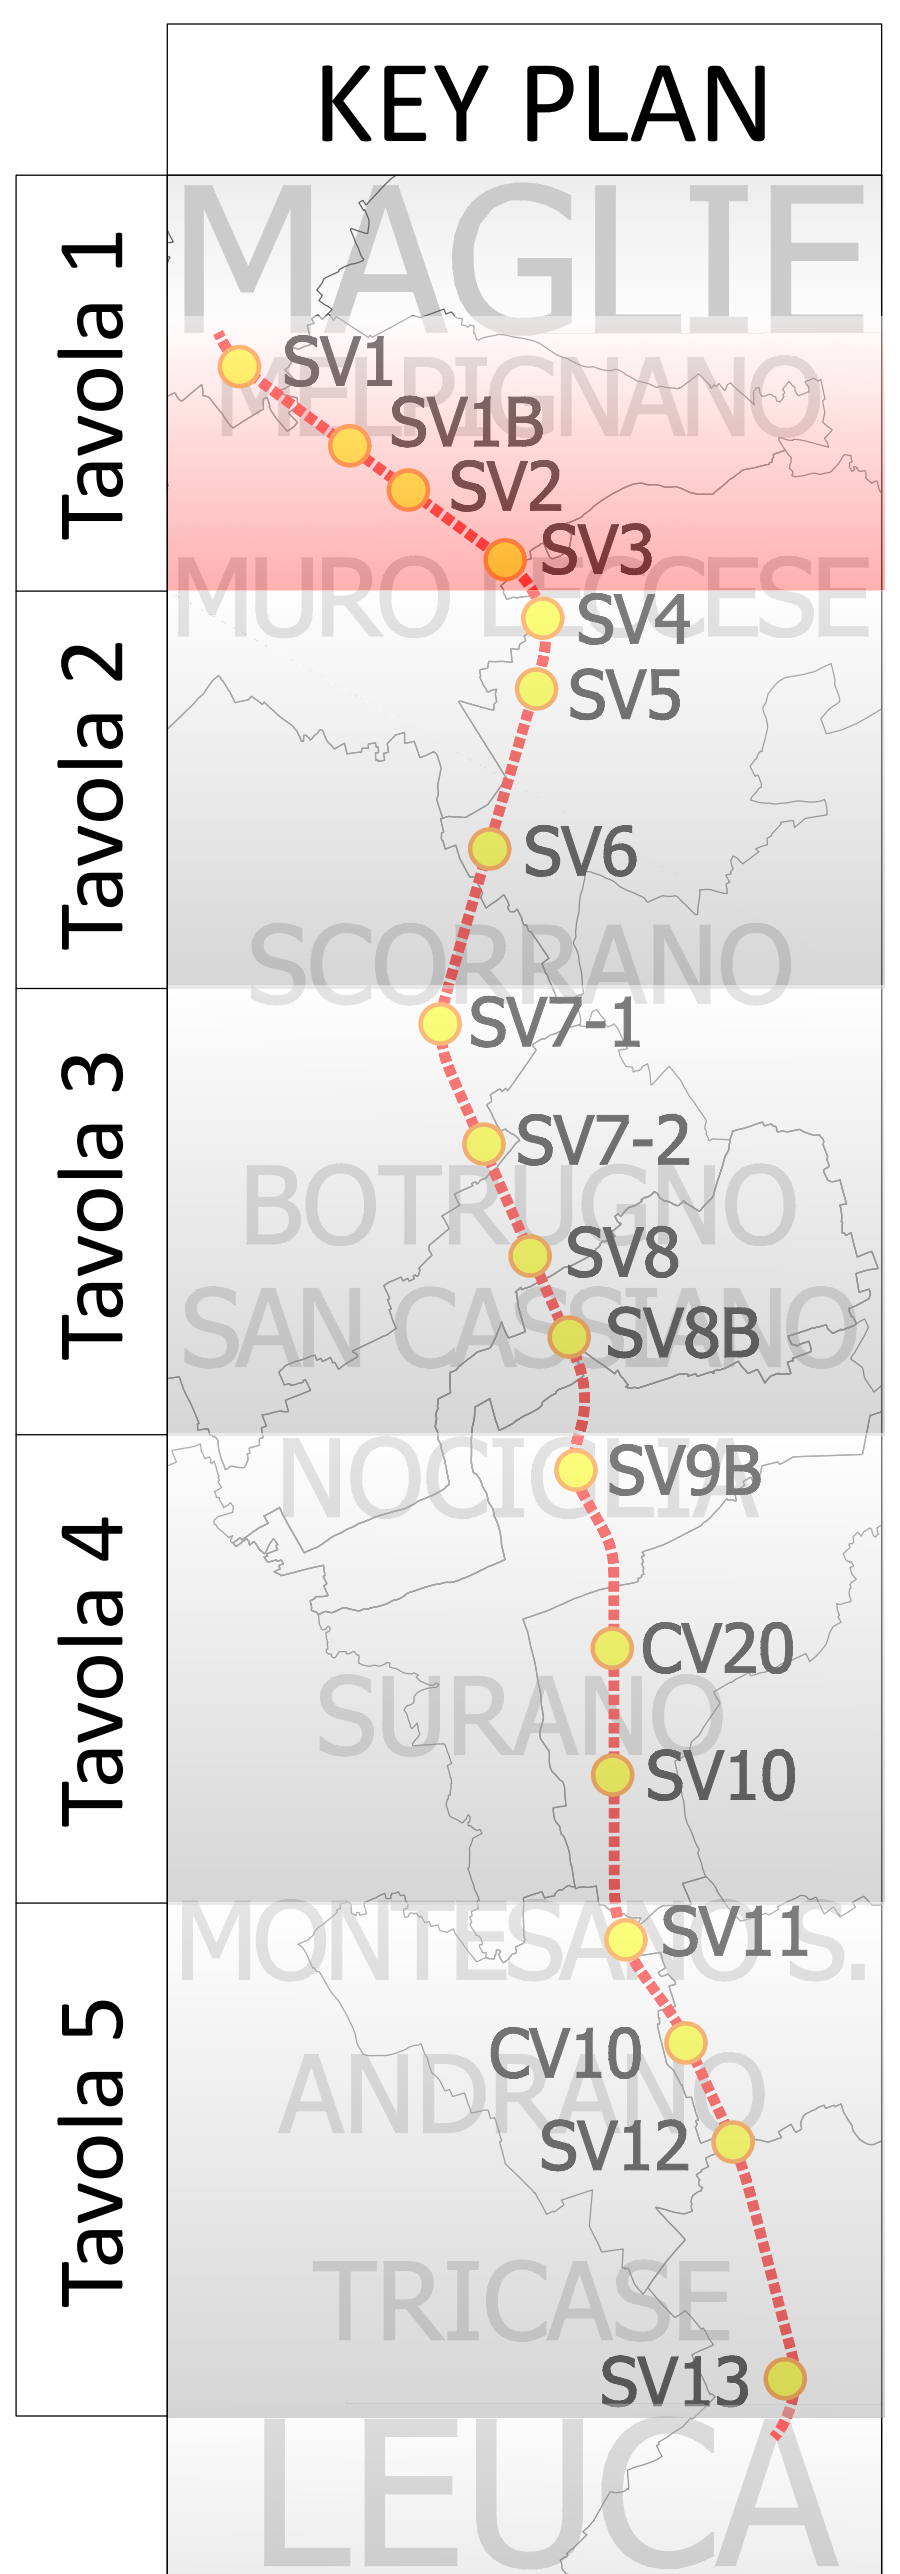 KEY PLAN
Tavola 1
MAGLIE
SV1
MELPIGNANO
SV1B
SV2
SV3
MURO LECCESE
Tavola 2
SV4
SV5
SV6
SCORRANO
Tavola 3
SV7-1
SV7-2
BOTRUGNO
SV8
SAN CASSIANO
SV8B
Tavola 4
NOCIGLIA
SV9B
CV20
SURANO
SV10
Tavola 5
MONTESANO S.
SV11
CV10
ANDRANO
SV12
TRICASE
SV13
LEUCA